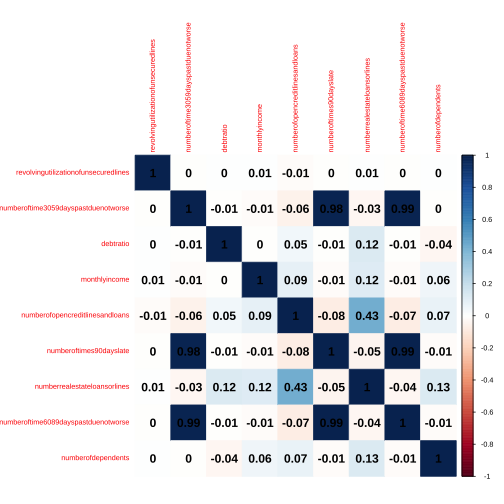 revolvingutilizationofunsecuredlines
numberoftime3059dayspastduenotworse
debtratio
monthlyincome
numberofopencreditlinesandloans
numberoftimes90dayslate
numberrealestateloansorlines
numberoftime6089dayspastduenotworse
numberofdependents
revolvingutilizationofunsecuredlines 1 0 0 0.01 -0.01 0 0.01 0 0
numberoftime3059dayspastduenotworse 0 1 -0.01 -0.01 -0.06 0.98 -0.03 0.99 0
debtratio 0 -0.01 1 0 0.05 -0.01 0.12 -0.01 -0.04
monthlyincome 0.01 -0.01 0 1 0.09 -0.01 0.12 -0.01 0.06
numberofopencreditlinesandloans -0.01 -0.06 0.05 0.09 1 -0.08 0.43 -0.07 0.07
numberoftimes90dayslate 0 0.98 -0.01 -0.01 -0.08 1 -0.05 0.99 -0.01
numberrealestateloansorlines 0.01 -0.03 0.12 0.12 0.43 -0.05 1 -0.04 0.13
numberoftime6089dayspastduenotworse 0 0.99 -0.01 -0.01 -0.07 0.99 -0.04 1 -0.01
numberofdependents 0 0 -0.04 0.06 0.07 -0.01 0.13 -0.01 1
1
0.8
0.6
0.4
0.2
0
-0.2
-0.4
-0.6
-0.8
-1